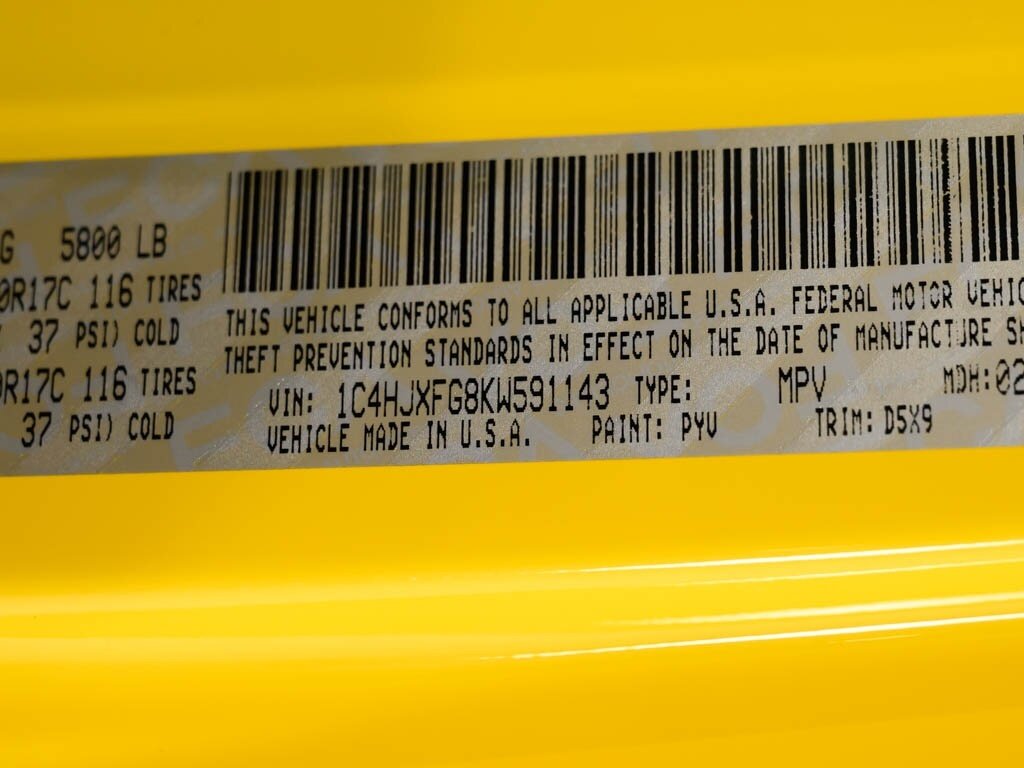 G 5800 LB
0R17C 116 TIRES
37 PSI) COLD
0R17C 116 TIRES
37 PSI) COLD
THIS VEHICLE CONFORMS TO ALL APPLICABLE U.S.A. FEDERAL MOTOR VEHIC
THEFT PREVENTION STANDARDS IN EFFECT ON THE DATE OF MANUFACTURE SH
VIN: 1C4HJXFG8KW591143 TYPE: MPV MDH:02
VEHICLE MADE IN U.S.A. PAINT: PYV TRIM: D5X9